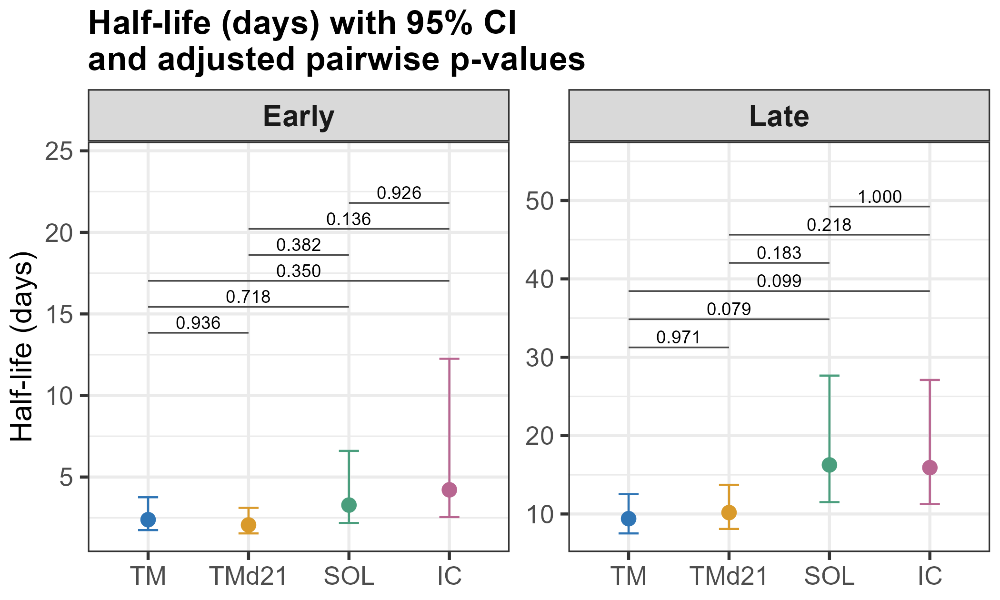 Half-life (days) with 95% CI
and adjusted pairwise p-values
Early
Late
Half-life (days)
25
20
15
10
5
0.926
0.136
0.382
0.350
0.718
0.936
TM
TMd21
SOL
IC
50
40
30
20
10
1.000
0.218
0.183
0.099
0.079
0.971
TM
TMd21
SOL
IC